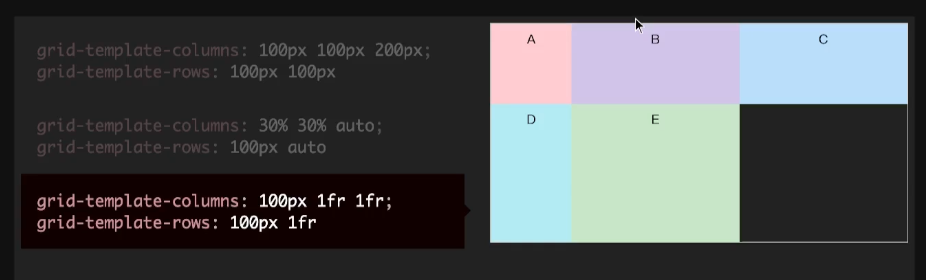 grid-template-columns: 100px 100px 200px;
grid-template-rows: 100px 100px
grid-template-columns: 30% 30% auto;
grid-template-rows: 100px auto
grid-template-columns: 100px 1fr 1fr;
grid-template-rows: 100px 1fr
A B C
D E